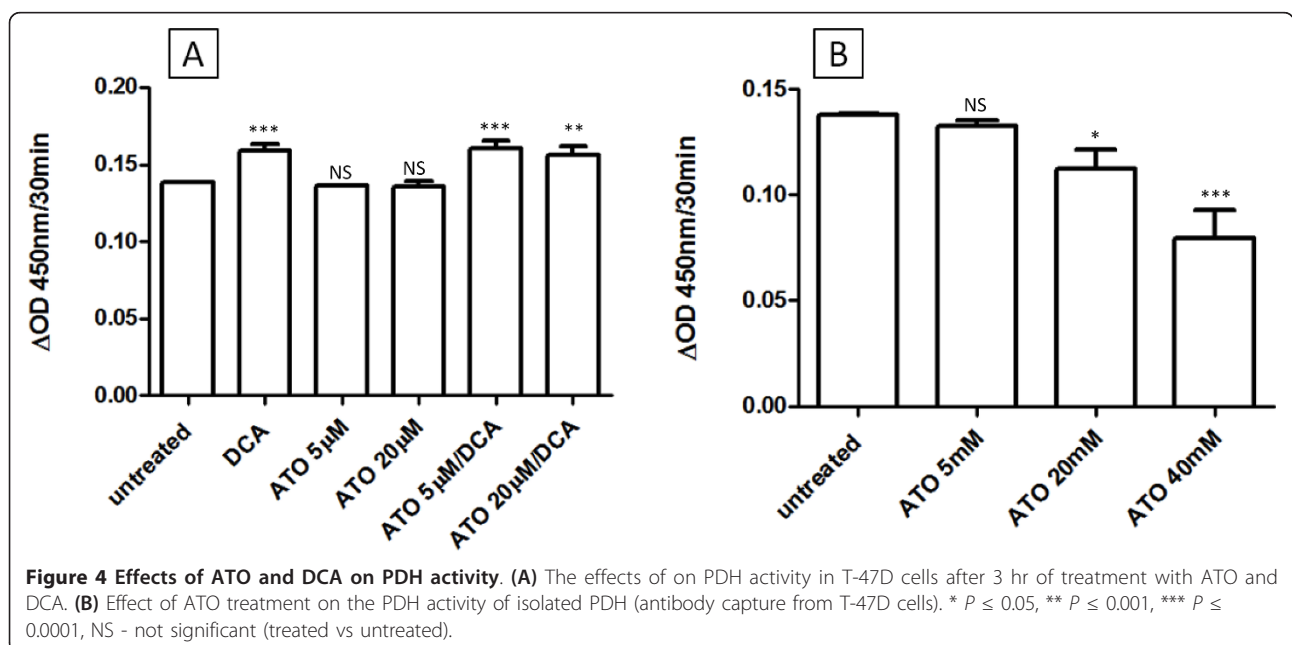 A
ΔOD 450nm/30min
0.20
0.15
0.10
0.05
0.00
***
NS
NS
***
**
untreated
DCA
ATO 5µM
ATO 20µM
ATO 5µM/DCA
ATO 20µM/DCA
B
ΔOD 450nm/30min
0.15
0.10
0.05
0.00
NS
*
***
untreated
ATO 5mM
ATO 20mM
ATO 40mM
Figure 4 Effects of ATO and DCA on PDH activity. (A) The effects of on PDH activity in T-47D cells after 3 hr of treatment with ATO and
DCA. (B) Effect of ATO treatment on the PDH activity of isolated PDH (antibody capture from T-47D cells). * P ≤ 0.05, ** P ≤ 0.001, *** P ≤
0.0001, NS - not significant (treated vs untreated).